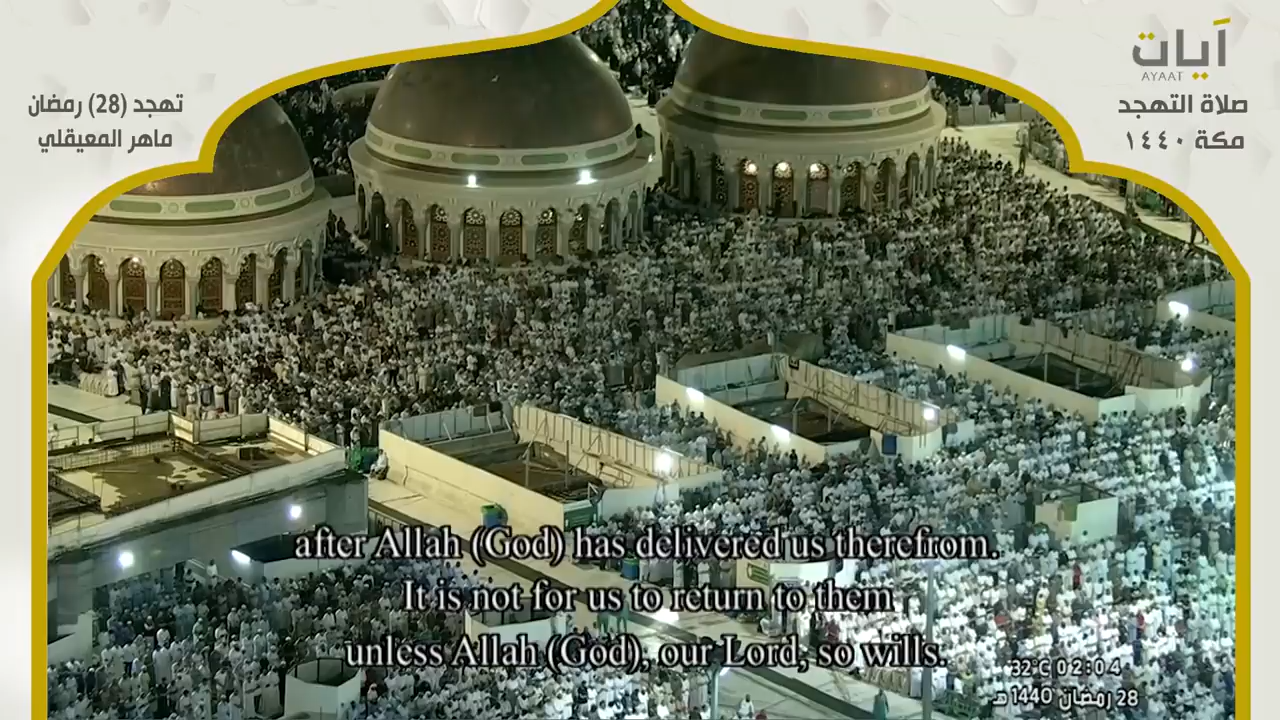 آيات
AYAAT
صلاة التهجد
مكة ١٤٤٠
تهجد (28) رمضان
ماهر المعيقلي
after Allah (God) has delivered us therefrom.
It is not for us to return to them
unless Allah (God), our Lord, so wills.
32°C 02:04
28 رمضان 1440 هـ